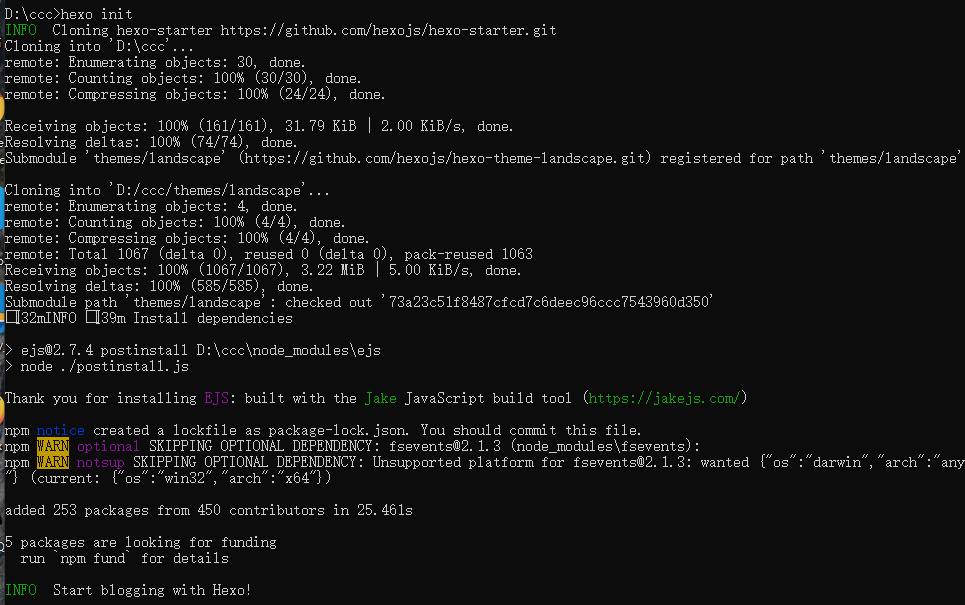 D:\ccc>hexo init
INFO  Cloning hexo-starter https://github.com/hexojs/hexo-starter.git
Cloning into 'D:\ccc'...
remote: Enumerating objects: 30, done.
remote: Counting objects: 100% (30/30), done.
remote: Compressing objects: 100% (24/24), done.
Receiving objects: 100% (161/161), 31.79 KiB | 2.00 KiB/s, done.
Resolving deltas: 100% (74/74), done.
Submodule 'themes/landscape' (https://github.com/hexojs/hexo-theme-landscape.git) registered for path 'themes/landscape'
Cloning into 'D:/ccc/themes/landscape'...
remote: Enumerating objects: 4, done.
remote: Counting objects: 100% (4/4), done.
remote: Compressing objects: 100% (4/4), done.
remote: Total 1067 (delta 0), reused 0 (delta 0), pack-reused 1063
Receiving objects: 100% (1067/1067), 3.22 MiB | 5.00 KiB/s, done.
Resolving deltas: 100% (585/585), done.
Submodule path 'themes/landscape': checked out '73a23c51f8487cfcd7c6deec96ccc7543960d350'
[32mINFO [39m Install dependencies
> ejs@2.7.4 postinstall D:\ccc\node_modules\ejs
> node ./postinstall.js
Thank you for installing EJS: built with the Jake JavaScript build tool (https://jakejs.com/)
npm notice created a lockfile as package-lock.json. You should commit this file.
npm WARN optional SKIPPING OPTIONAL DEPENDENCY: fsevents@2.1.3 (node_modules\fsevents):
npm WARN notsup SKIPPING OPTIONAL DEPENDENCY: Unsupported platform for fsevents@2.1.3: wanted {"os":"darwin","arch":"any
"} (current: {"os":"win32","arch":"x64"})
added 253 packages from 450 contributors in 25.461s
5 packages are looking for funding
  run `npm fund` for details
INFO  Start blogging with Hexo!